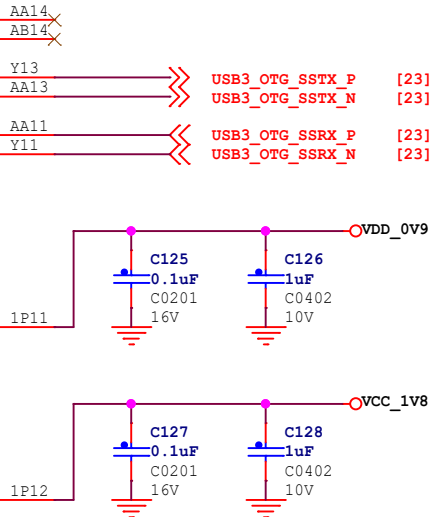 AA14
AB14
Y13 USB3_OTG_SSTX_P [23]
AA13 USB3_OTG_SSTX_N [23]
AA11 USB3_OTG_SSRX_P [23]
Y11 USB3_OTG_SSRX_N [23]
VDD_0V9
C125 C126
0.1uF 1uF
C0201 C0402
1P11 16V 10V
VCC_1V8
C127 C128
0.1uF 1uF
C0201 C0402
1P12 16V 10V